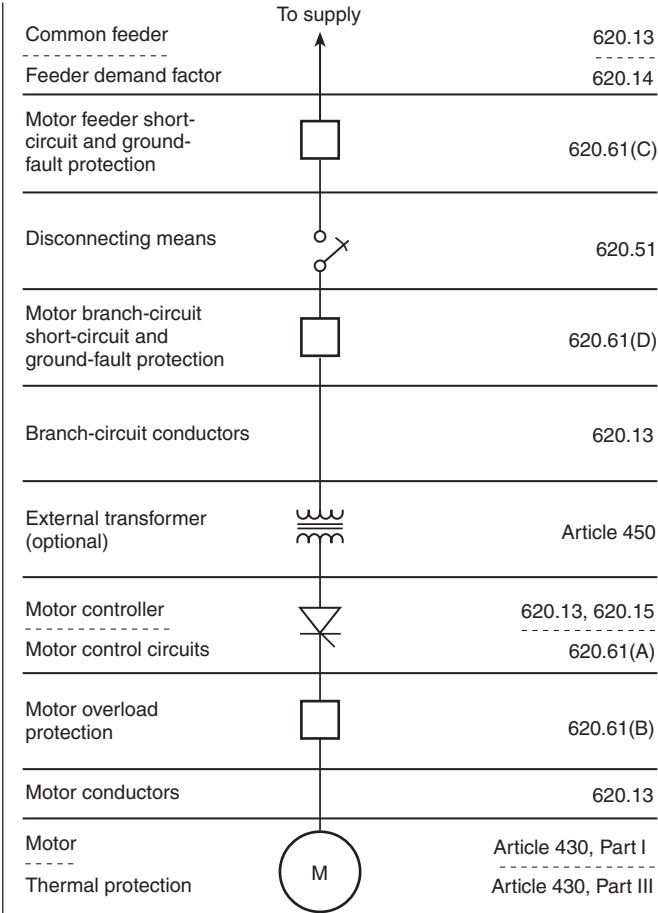 To supply
Common feeder 620.13
Feeder demand factor 620.14
Motor feeder short-
circuit and ground-
fault protection 620.61(C)
Disconnecting means 620.51
Motor branch-circuit
short-circuit and
ground-fault protection 620.61(D)
Branch-circuit conductors 620.13
External transformer
(optional) Article 450
Motor controller 620.13, 620.15
Motor control circuits 620.61(A)
Motor overload
protection 620.61(B)
Motor conductors 620.13
Motor Article 430, Part I
M
Thermal protection Article 430, Part III